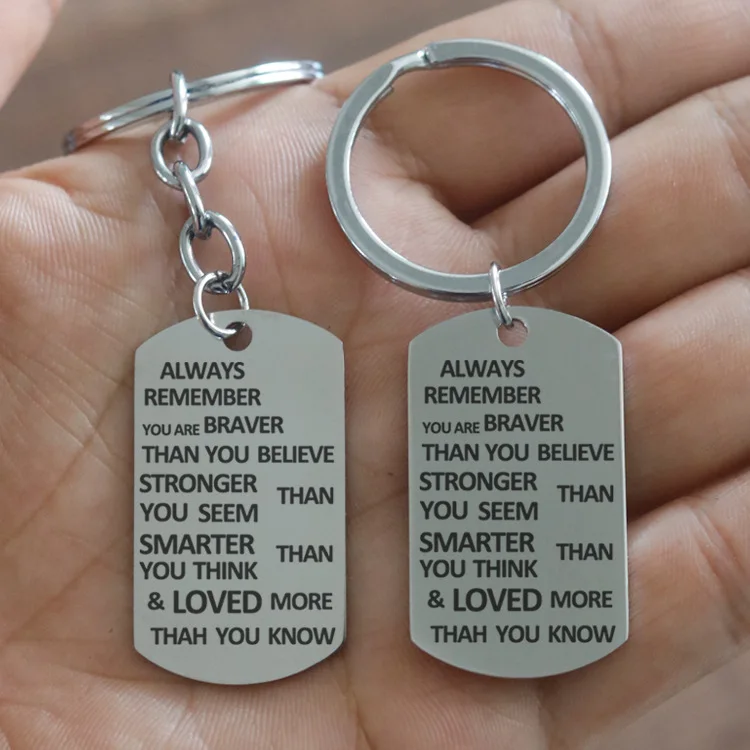 ALWAYS
REMEMBER
YOU ARE BRAVER
THAN YOU BELIEVE
STRONGER THAN
YOU SEEM
SMARTER THAN
YOU THINK
& LOVED MORE
THAH YOU KNOW
ALWAYS
REMEMBER
YOU ARE BRAVER
THAN YOU BELIEVE
STRONGER THAN
YOU SEEM
SMARTER THAN
YOU THINK
& LOVED MORE
THAH YOU KNOW